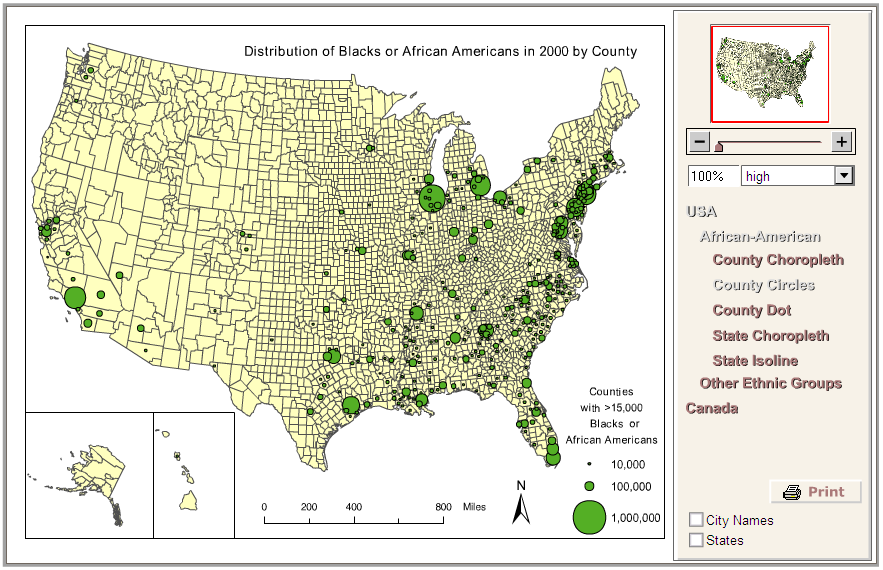 Distribution of Blacks or African Americans in 2000 by County
Counties
with >15,000
Blacks or
African Americans
10,000
100,000
1,000,000
N
0 200 400 800 Miles
− +
100% high
USA
African-American
County Choropleth
County Circles
County Dot
State Choropleth
State Isoline
Other Ethnic Groups
Canada
Print
City Names
States